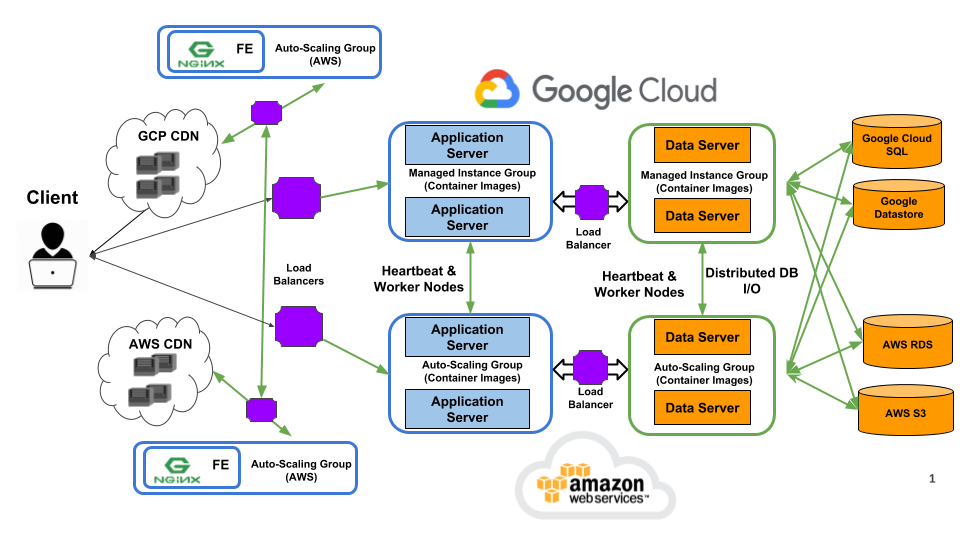 NGiNX
FE
Auto-Scaling Group
(AWS)
Google Cloud
GCP CDN
Client
Load
Balancers
AWS CDN
NGiNX
FE
Auto-Scaling Group
(AWS)
Application
Server
Managed Instance Group
(Container Images)
Application
Server
Heartbeat &
Worker Nodes
Application
Server
Auto-Scaling Group
(Container Images)
Application
Server
Load
Balancer
Load
Balancer
Data Server
Managed Instance Group
(Container Images)
Data Server
Heartbeat &
Worker Nodes
Distributed DB
I/O
Data Server
Auto-Scaling Group
(Container Images)
Data Server
Google Cloud
SQL
Google
Datastore
AWS RDS
AWS S3
amazon
web services™
1